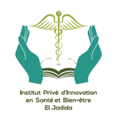 Institut Privé d'Innovation
en Santé et Bien-être
El Jadida